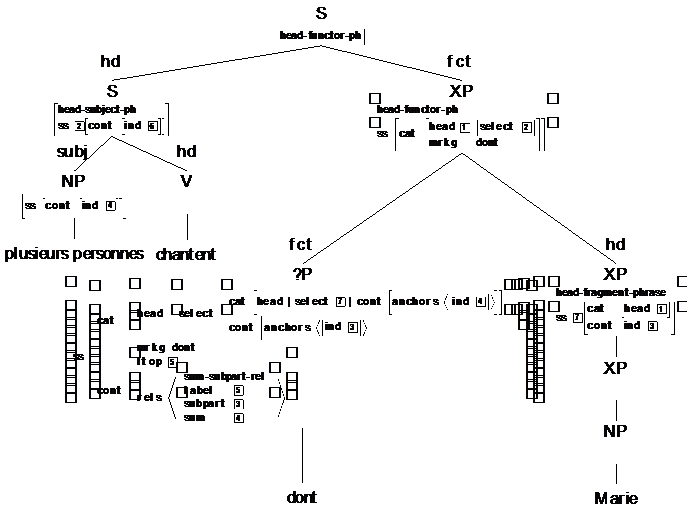 S
head-functor-ph
hd fct
S XP
head-subject-ph head-functor-ph
ss 2 cont ind 6 ss cat head 1 select 2
mrkg dont
subj hd
NP V
ss cont ind 4
plusieurs personnes chantent
fct hd
?P XP
head-fragment-phrase
cat head | select 7 | cont anchors ⟨ ind 4 ⟩
cat head select cat head 1
ss 7 cont ind 3
cont anchors ⟨ ind 3 ⟩
mrkg dont
ss ltop 5
XP
sum-subpart-rel
cont rels label 5
subpart 3
sum 4
NP
dont Marie